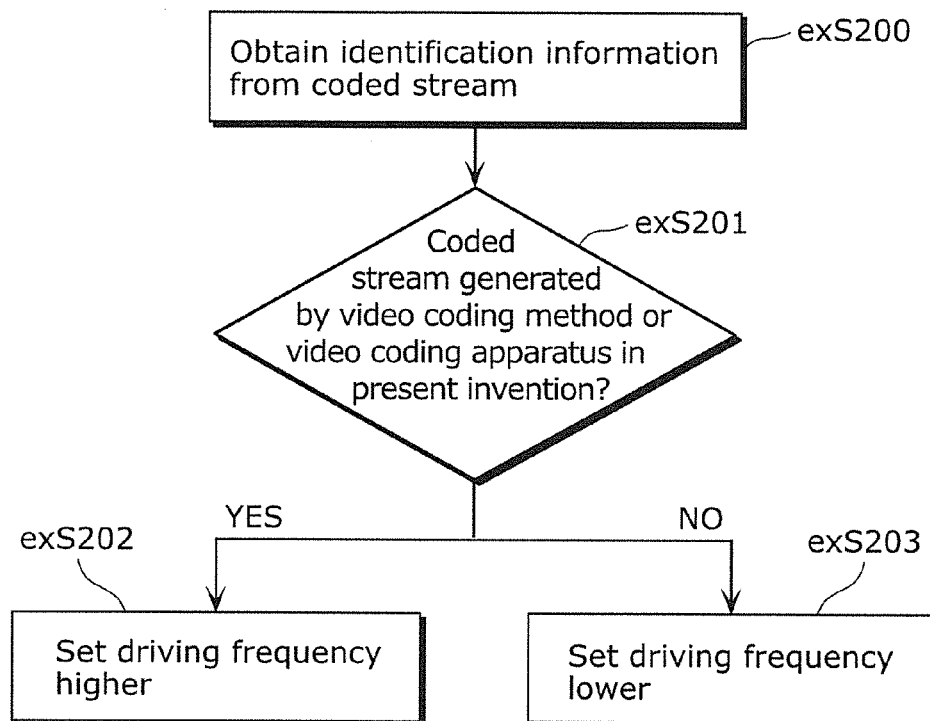 exS200
Obtain identification information
from coded stream
exS201
Coded
stream generated
by video coding method or
video coding apparatus in
present invention?
YES
NO
exS202
exS203
Set driving frequency
higher
Set driving frequency
lower